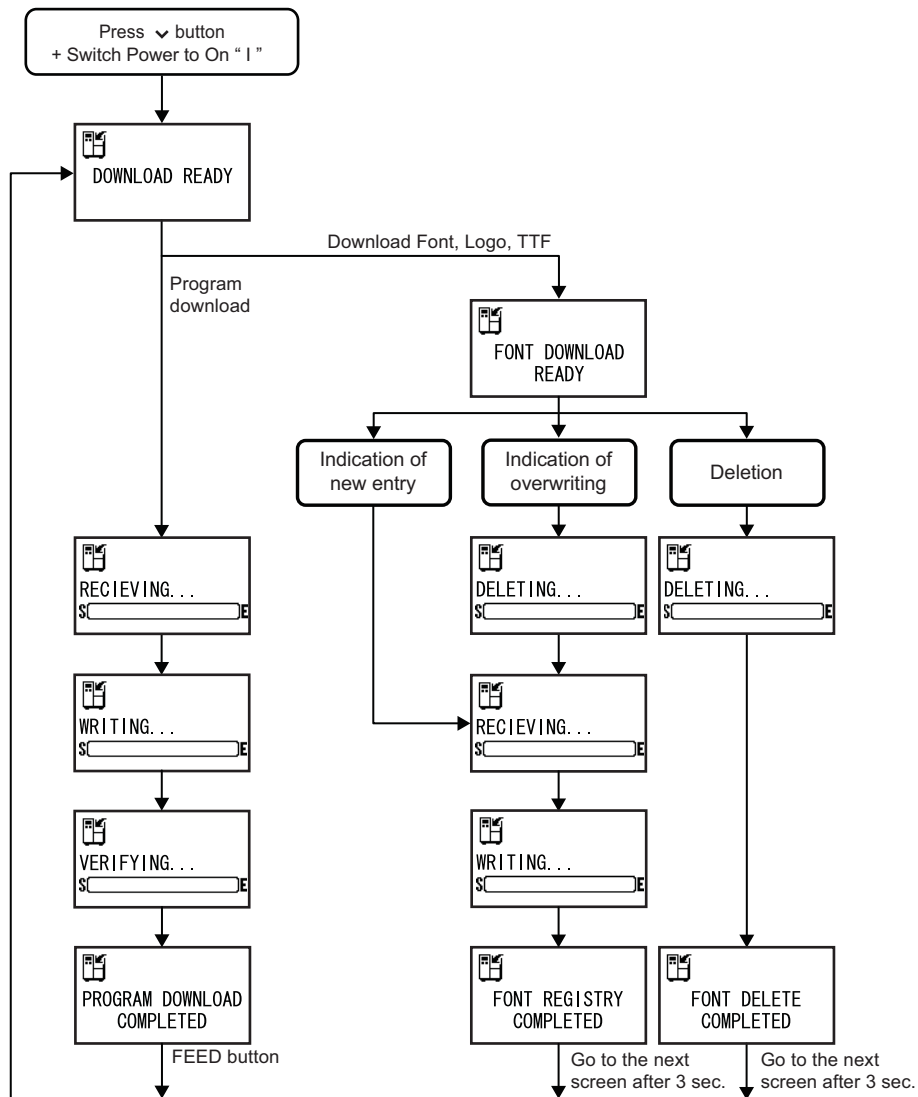 Press ⌄ button
+ Switch Power to On “ I ”
DOWNLOAD READY
Download Font, Logo, TTF
Program
download
FONT DOWNLOAD
READY
Indication of
new entry
Indication of
overwriting
Deletion
RECIEVING...
S E
DELETING...
S E
DELETING...
S E
WRITING...
S E
RECIEVING...
S E
VERIFYING...
S E
WRITING...
S E
PROGRAM DOWNLOAD
COMPLETED
FONT REGISTRY
COMPLETED
FONT DELETE
COMPLETED
FEED button
Go to the next
screen after 3 sec.
Go to the next
screen after 3 sec.